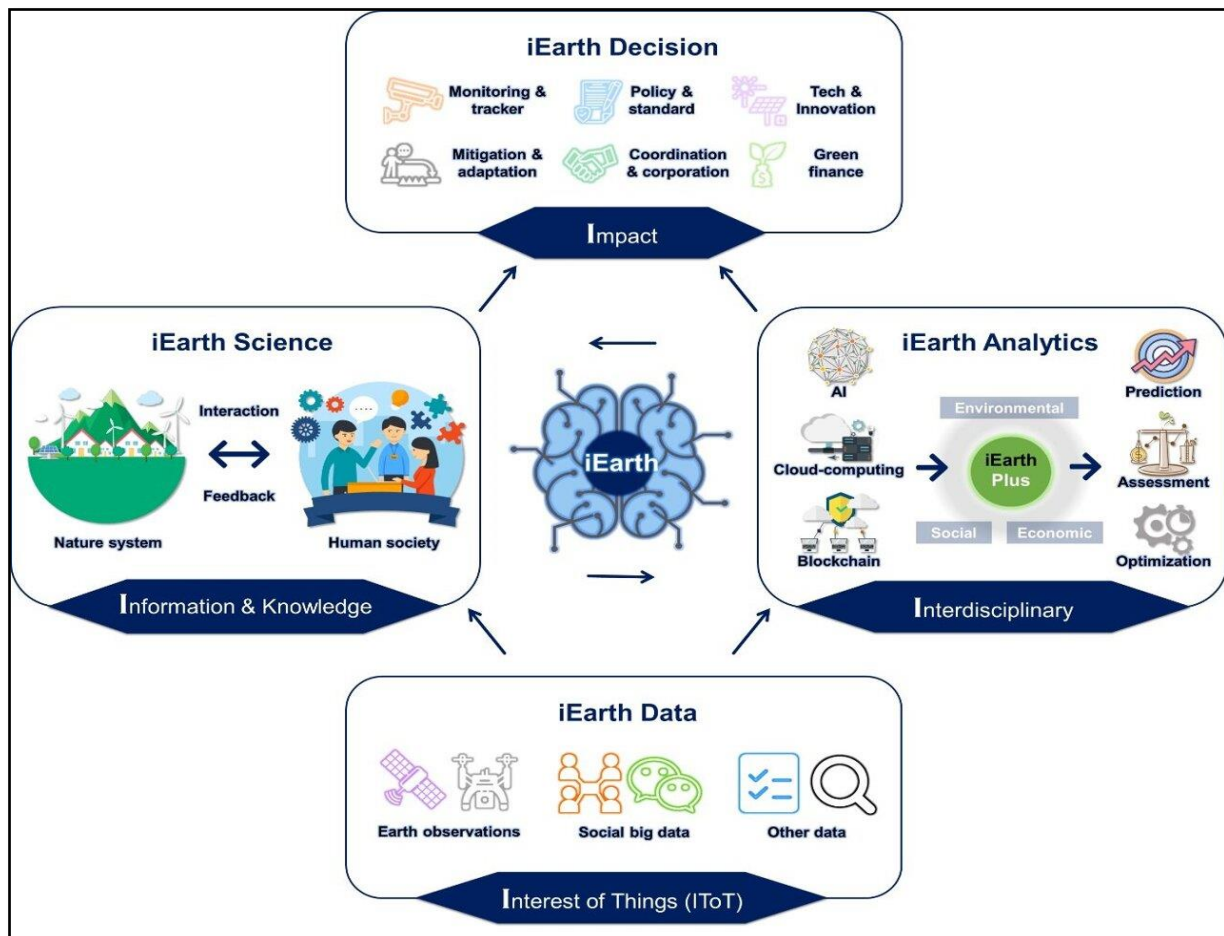 iEarth Decision
Monitoring &
tracker
Policy &
standard
Tech &
Innovation
Mitigation &
adaptation
Coordination
& corporation
Green
finance
Impact
iEarth Science
Interaction
Feedback
Nature system
Human society
Information & Knowledge
iEarth
iEarth Analytics
AI
Cloud-computing
Blockchain
Environmental
iEarth
Plus
Social
Economic
Prediction
Assessment
Optimization
Interdisciplinary
iEarth Data
Earth observations
Social big data
Other data
Interest of Things (IToT)